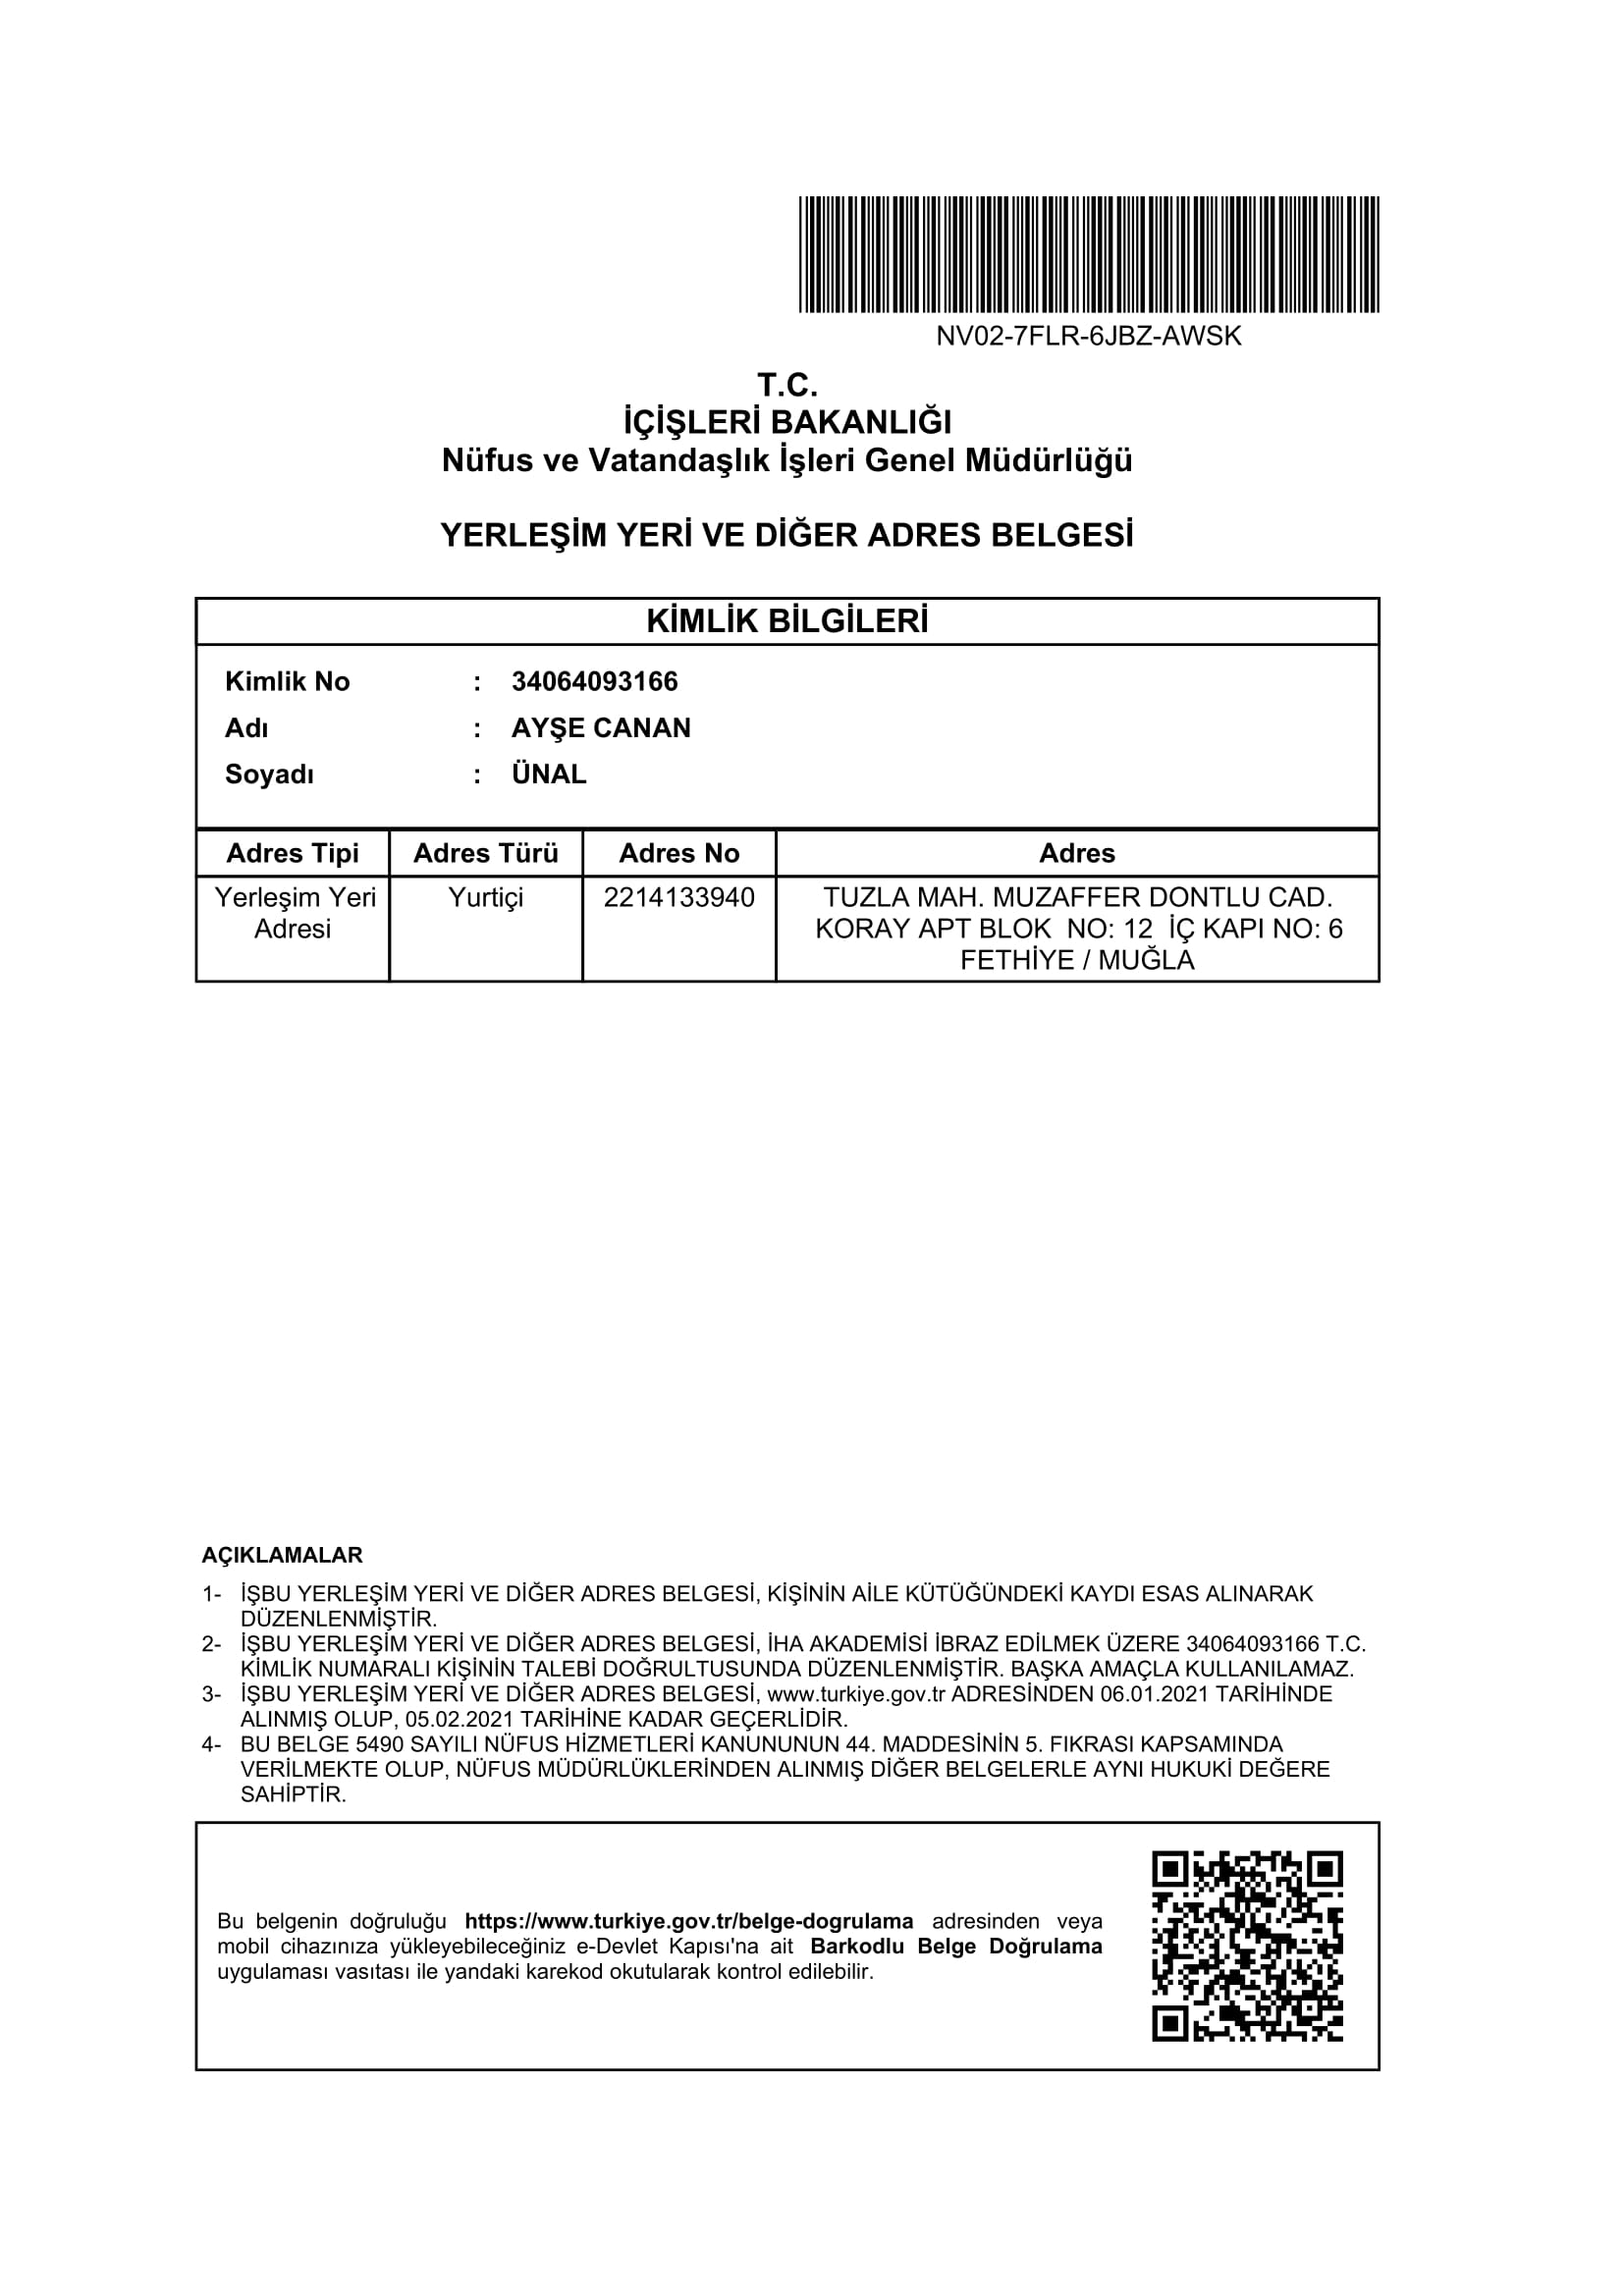 NV02-7FLR-6JBZ-AWSK
T.C.
İÇİŞLERİ BAKANLIĞI
Nüfus ve Vatandaşlık İşleri Genel Müdürlüğü
YERLEŞİM YERİ VE DİĞER ADRES BELGESİ
KİMLİK BİLGİLERİ
Kimlik No : 34064093166
Adı : AYŞE CANAN
Soyadı : ÜNAL
Adres Tipi Adres Türü Adres No Adres
Yerleşim Yeri Yurtiçi 2214133940 TUZLA MAH. MUZAFFER DONTLU CAD.
Adresi KORAY APT BLOK NO: 12 İÇ KAPI NO: 6
FETHİYE / MUĞLA
AÇIKLAMALAR
1- İŞBU YERLEŞİM YERİ VE DİĞER ADRES BELGESİ, KİŞİNİN AİLE KÜTÜĞÜNDEKİ KAYDI ESAS ALINARAK
DÜZENLENMİŞTİR.
2- İŞBU YERLEŞİM YERİ VE DİĞER ADRES BELGESİ, İHA AKADEMİSİ İBRAZ EDİLMEK ÜZERE 34064093166 T.C.
KİMLİK NUMARALI KİŞİNİN TALEBİ DOĞRULTUSUNDA DÜZENLENMİŞTİR. BAŞKA AMAÇLA KULLANILAMAZ.
3- İŞBU YERLEŞİM YERİ VE DİĞER ADRES BELGESİ, www.turkiye.gov.tr ADRESİNDEN 06.01.2021 TARİHİNDE
ALINMIŞ OLUP, 05.02.2021 TARİHİNE KADAR GEÇERLİDİR.
4- BU BELGE 5490 SAYILI NÜFUS HİZMETLERİ KANUNUNUN 44. MADDESİNİN 5. FIKRASI KAPSAMINDA
VERİLMEKTE OLUP, NÜFUS MÜDÜRLÜKLERİNDEN ALINMIŞ DİĞER BELGELERLE AYNI HUKUKİ DEĞERE
SAHİPTİR.
Bu belgenin doğruluğu https://www.turkiye.gov.tr/belge-dogrulama adresinden veya
mobil cihazınıza yükleyebileceğiniz e-Devlet Kapısı'na ait Barkodlu Belge Doğrulama
uygulaması vasıtası ile yandaki karekod okutularak kontrol edilebilir.